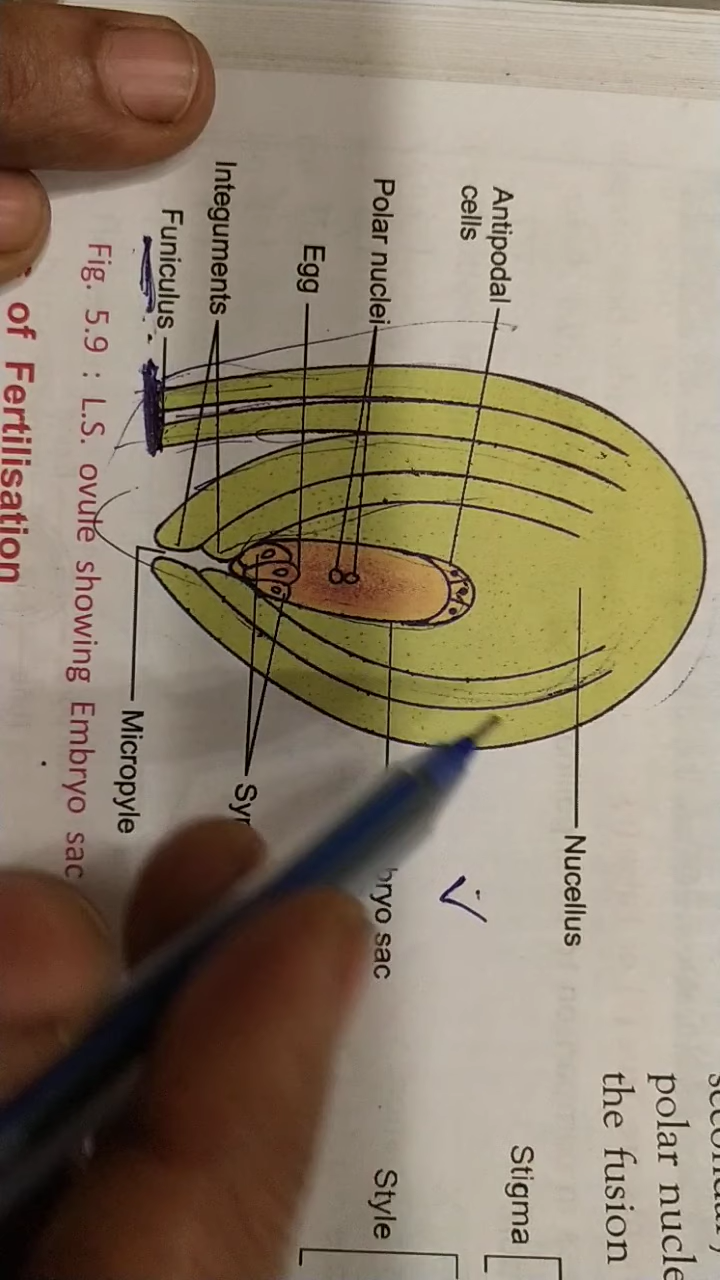 Antipodal
cells
Polar nuclei
Egg
Integuments
Funiculus
Nucellus
bryo sac
Syn
Micropyle
Fig. 5.9 : L.S. ovule showing Embryo sac
of Fertilisation
polar nucle
the fusion
Stigma
Style